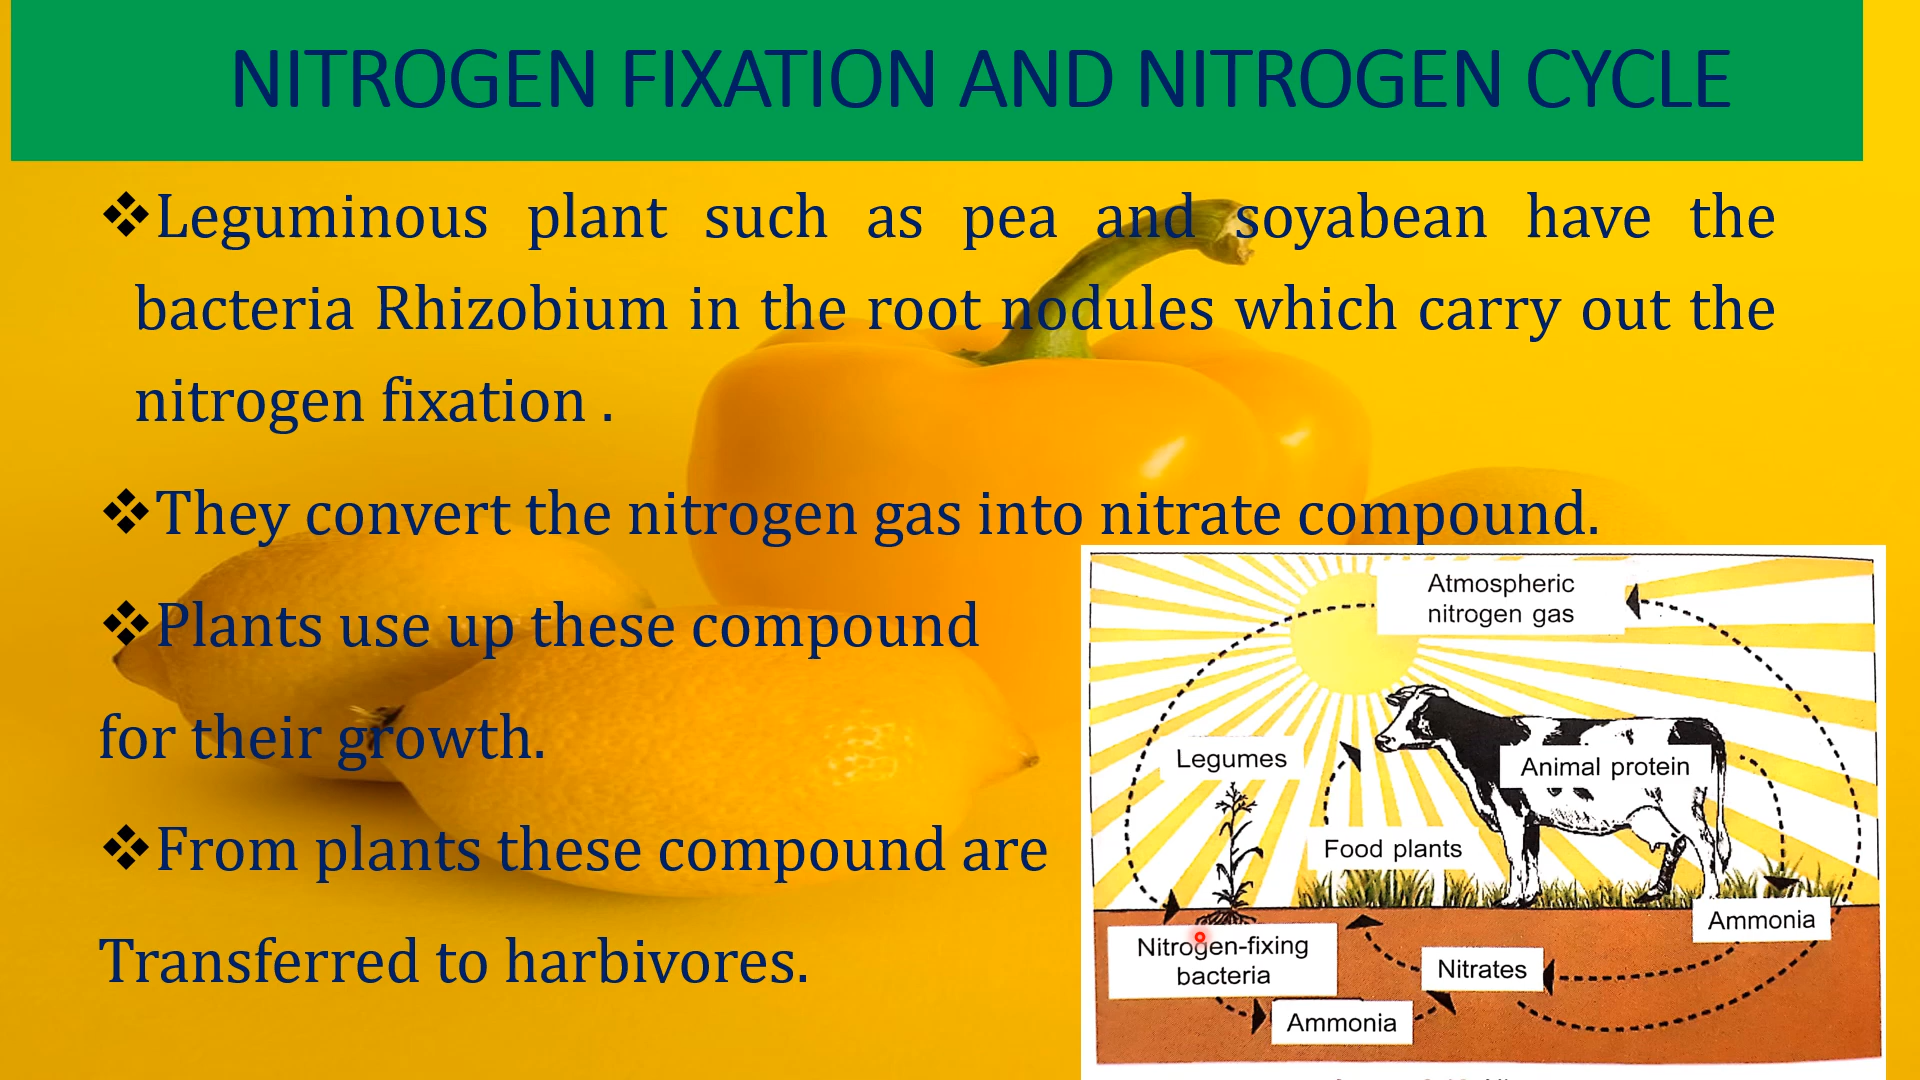 NITROGEN FIXATION AND NITROGEN CYCLE
❖Leguminous plant such as pea and soyabean have the
bacteria Rhizobium in the root nodules which carry out the
nitrogen fixation .
❖They convert the nitrogen gas into nitrate compound.
❖Plants use up these compound
for their growth.
❖From plants these compound are
Transferred to harbivores.
Atmospheric
nitrogen gas
Legumes
Animal protein
Food plants
Ammonia
Nitrogen-fixing
bacteria
Nitrates
Ammonia